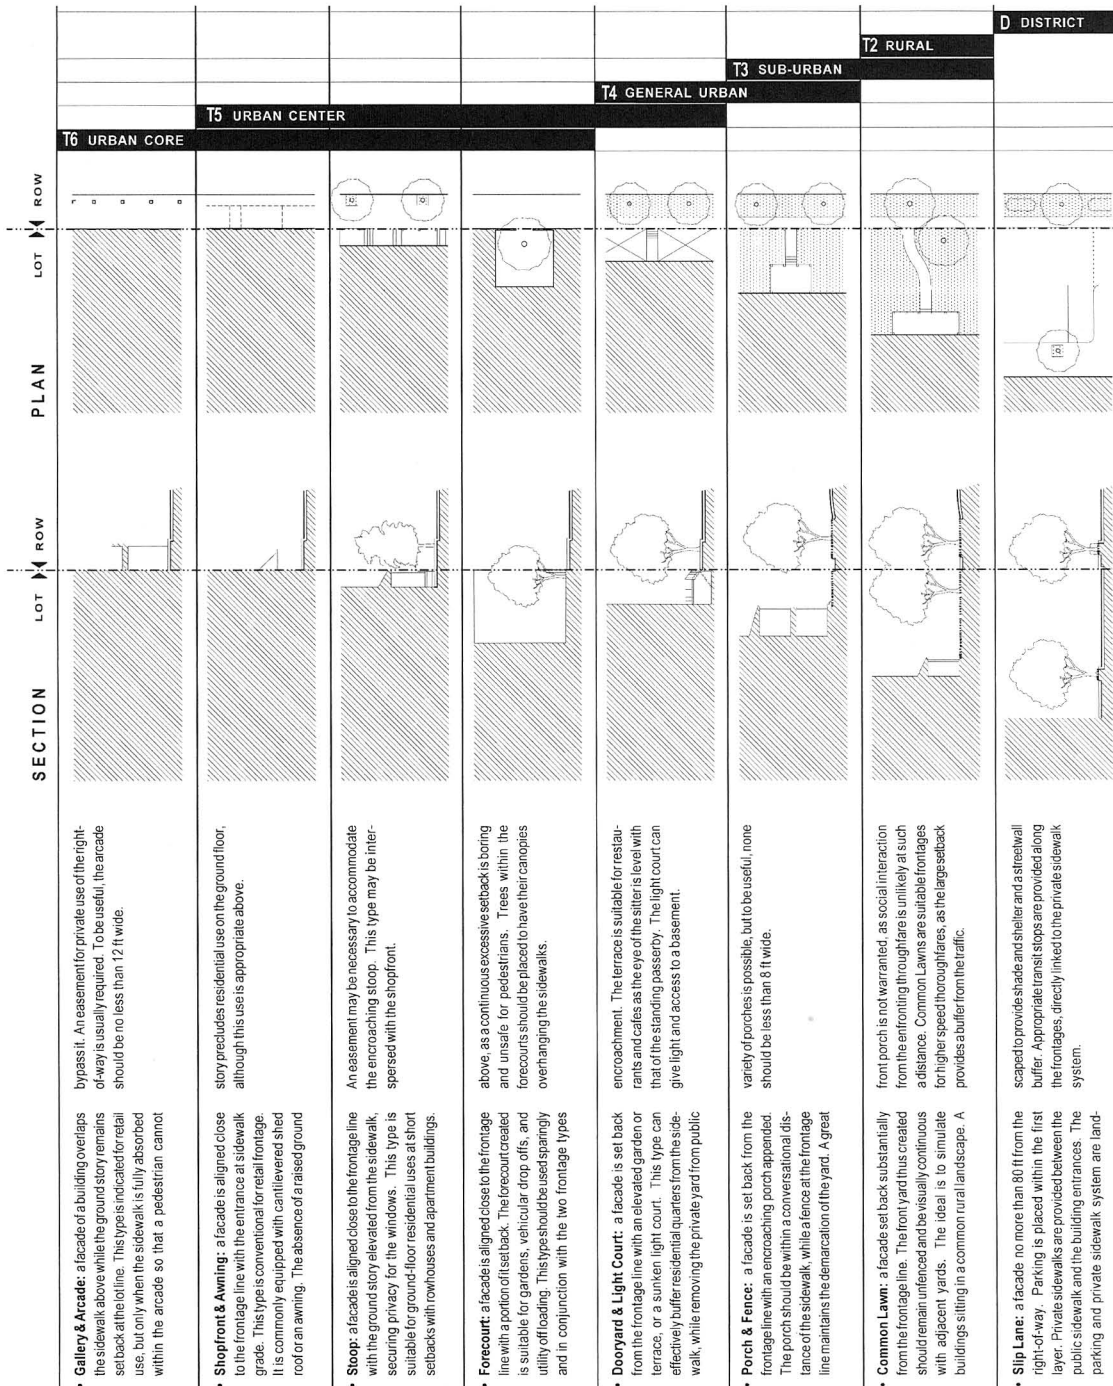 D DISTRICT
T2 RURAL
T3 SUB-URBAN
T4 GENERAL URBAN
T5 URBAN CENTER
T6 URBAN CORE
SECTION
LOT ROW
PLAN
LOT ROW
• Gallery & Arcade: a facade of a building overlaps
the sidewalk above while the ground story remains
setback at the lot line. This type is indicated for retail
use, but only when the sidewalk is fully absorbed
within the arcade so that a pedestrian cannot
bypass it. An easement for private use of the right-
of-way is usually required. To be useful, the arcade
should be no less than 12 ft wide.
• Shopfront & Awning: a facade is aligned close
to the frontage line with the entrance at sidewalk
grade. This type is conventional for retail frontage.
It is commonly equipped with cantilevered shed
roof or an awning. The absence of a raised ground
story precludes residential use on the ground floor,
although this use is appropriate above.
• Stoop: a facade is aligned close to the frontage line
with the ground story elevated from the sidewalk,
securing privacy for the windows. This type is
suitable for ground-floor residential uses at short
setbacks with rowhouses and apartment buildings.
An easement may be necessary to accommodate
the encroaching stoop. This type may be inter-
spersed with the shopfront.
• Forecourt: a facade is aligned close to the frontage
line with a portion of it setback. The forecourt created
is suitable for gardens, vehicular drop offs, and
utility off loading. This type should be used sparingly
and in conjunction with the two frontage types
above, as a continuous excessive setback is boring
and unsafe for pedestrians. Trees within the
forecourts should be placed to have their canopies
overhanging the sidewalks.
• Dooryard & Light Court: a facade is set back
from the frontage line with an elevated garden or
terrace, or a sunken light court. This type can
effectively buffer residential quarters from the side-
walk, while removing the private yard from public
encroachment. The terrace is suitable for restau-
rants and cafes as the eye of the sitter is level with
that of the standing passerby. The light court can
give light and access to a basement.
• Porch & Fence: a facade is set back from the
frontage line with an encroaching porch appended.
The porch should be within a conversational dis-
tance of the sidewalk, while a fence at the frontage
line maintains the demarcation of the yard. A great
variety of porches is possible, but to be useful, none
should be less than 8 ft wide.
• Common Lawn: a facade set back substantially
from the frontage line. The front yard thus created
should remain unfenced and be visually continuous
with adjacent yards. The ideal is to simulate
buildings sitting in a common rural landscape. A
front porch is not warranted, as social interaction
from the enfronting throughfare is unlikely at such
a distance. Common Lawns are suitable frontages
for higher speed thoroughfares, as the large setback
provides a buffer from the traffic.
• Slip Lane: a facade no more than 80 ft from the
right-of-way. Parking is placed within the first
layer. Private sidewalks are provided between the
public sidewalk and the building entrances. The
parking and private sidewalk system are land-
scaped to provide shade and shelter and a streetwall
buffer. Appropriate transit stops are provided along
the frontages, directly linked to the private sidewalk
system.